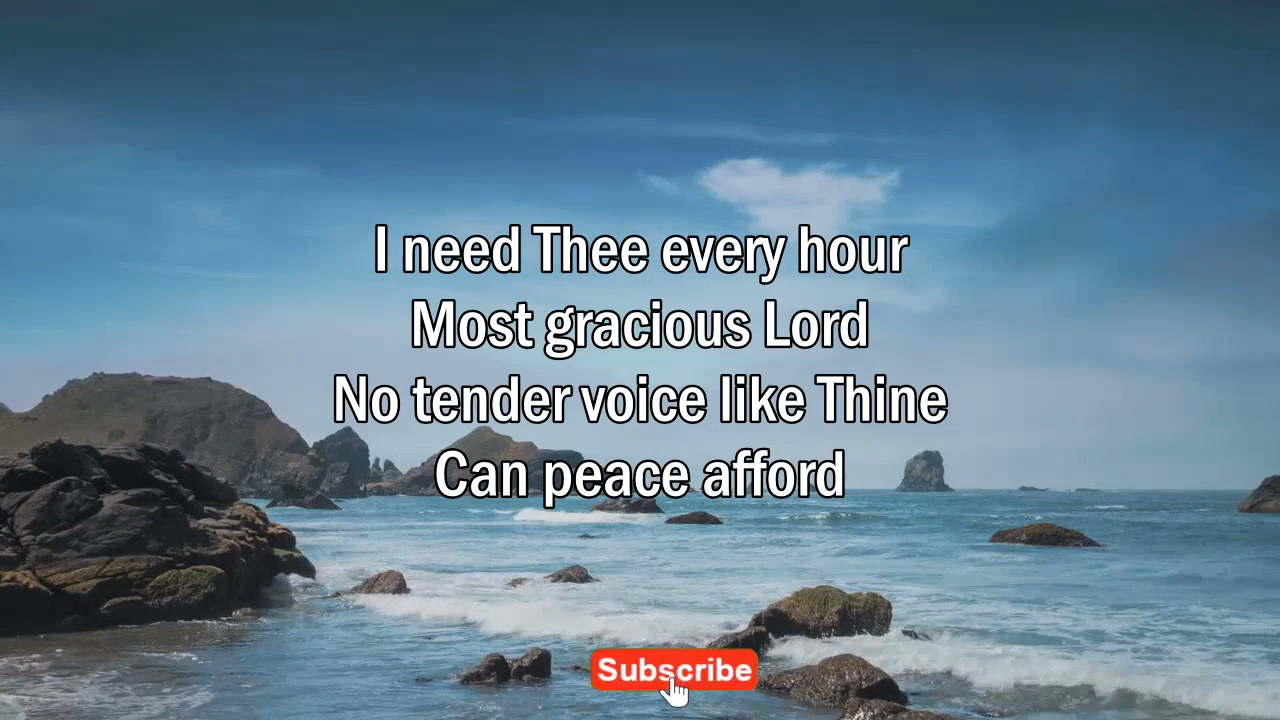 I need Thee every hour
Most gracious Lord
No tender voice like Thine
Can peace afford
Subscribe